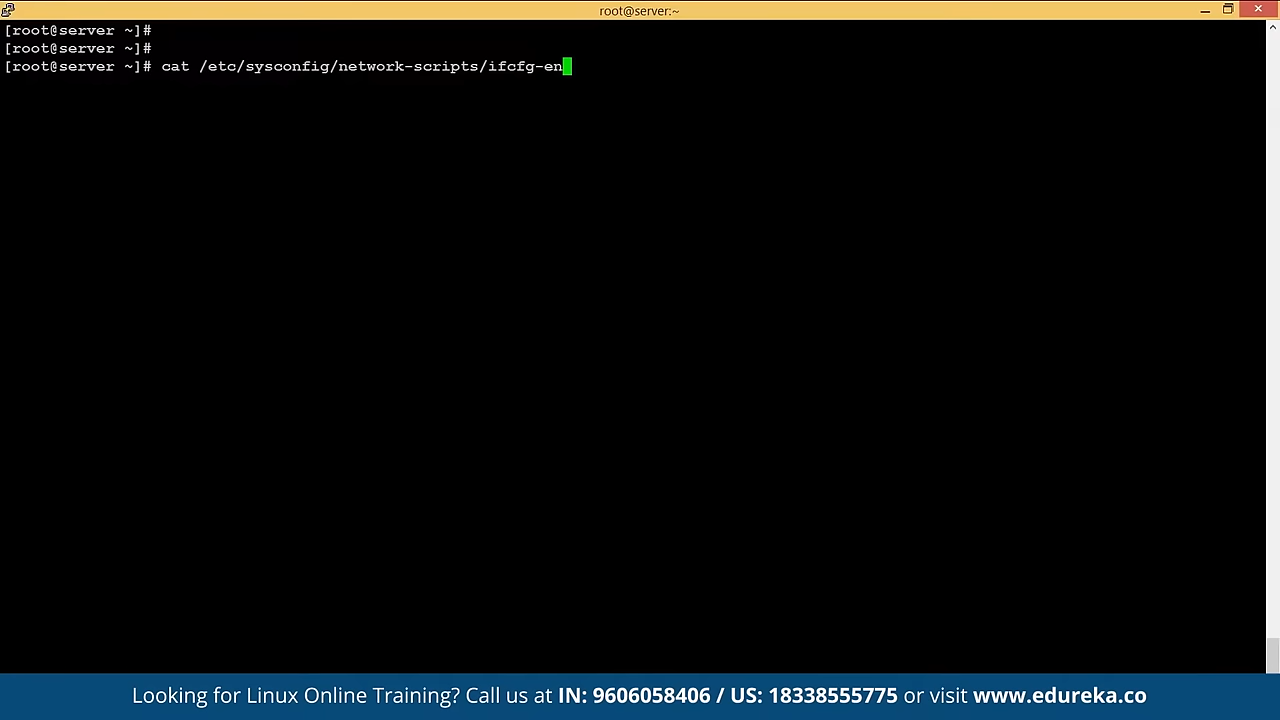 root@server:~
[root@server ~]#
[root@server ~]#
[root@server ~]# cat /etc/sysconfig/network-scripts/ifcfg-en
Looking for Linux Online Training? Call us at IN: 9606058406 / US: 18338555775 or visit www.edureka.co